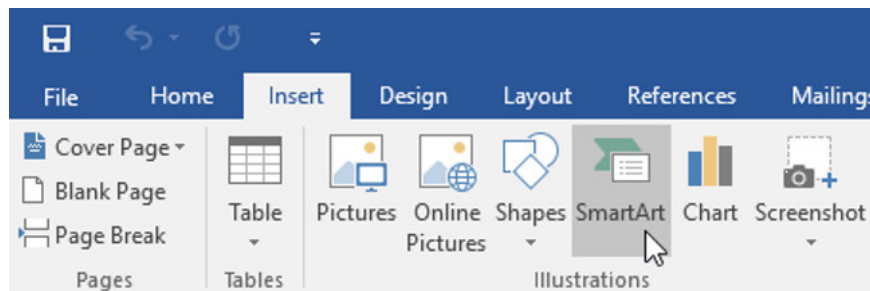 File Home Insert Design Layout References Mailings
Cover Page
Blank Page
Page Break
Table
Pictures
Online
Pictures
Shapes
SmartArt
Chart
Screenshot
Pages Tables Illustrations